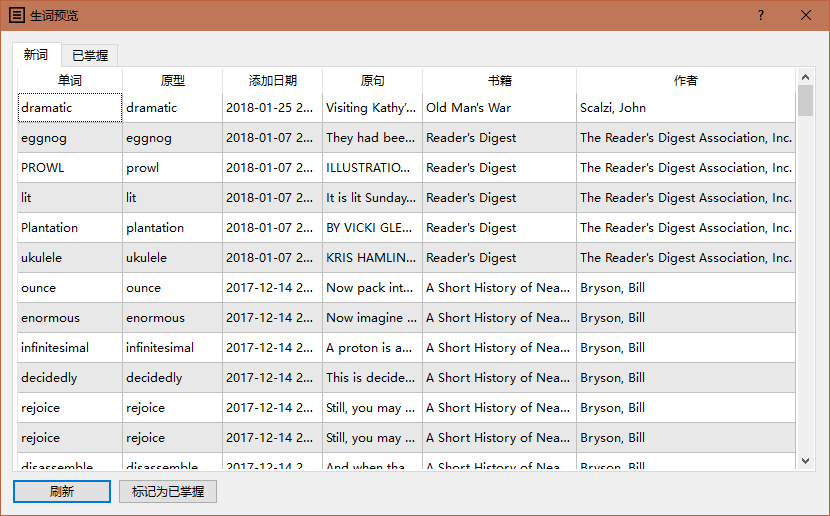 生词预览 ?
新词 已掌握
单词 原型 添加日期 原句 书籍 作者
dramatic dramatic 2018-01-25 2... Visiting Kathy'... Old Man's War Scalzi, John
eggnog eggnog 2018-01-07 2... They had bee... Reader's Digest The Reader's Digest Association, Inc.
PROWL prowl 2018-01-07 2... ILLUSTRATIO... Reader's Digest The Reader's Digest Association, Inc.
lit lit 2018-01-07 2... It is lit Sunday... Reader's Digest The Reader's Digest Association, Inc.
Plantation plantation 2018-01-07 2... BY VICKI GLE... Reader's Digest The Reader's Digest Association, Inc.
ukulele ukulele 2018-01-07 2... KRIS HAMLIN... Reader's Digest The Reader's Digest Association, Inc.
ounce ounce 2017-12-14 2... Now pack int... A Short History of Nea... Bryson, Bill
enormous enormous 2017-12-14 2... Now imagine ... A Short History of Nea... Bryson, Bill
infinitesimal infinitesimal 2017-12-14 2... A proton is a... A Short History of Nea... Bryson, Bill
decidedly decidedly 2017-12-14 2... This is decide... A Short History of Nea... Bryson, Bill
rejoice rejoice 2017-12-14 2... Still, you may ... A Short History of Nea... Bryson, Bill
rejoice rejoice 2017-12-14 2... Still, you may ... A Short History of Nea... Bryson, Bill
disassemble disassemble 2017-12-14 2... And when tha... A Short History of Nea... Bryson, Bill
刷新 标记为已掌握